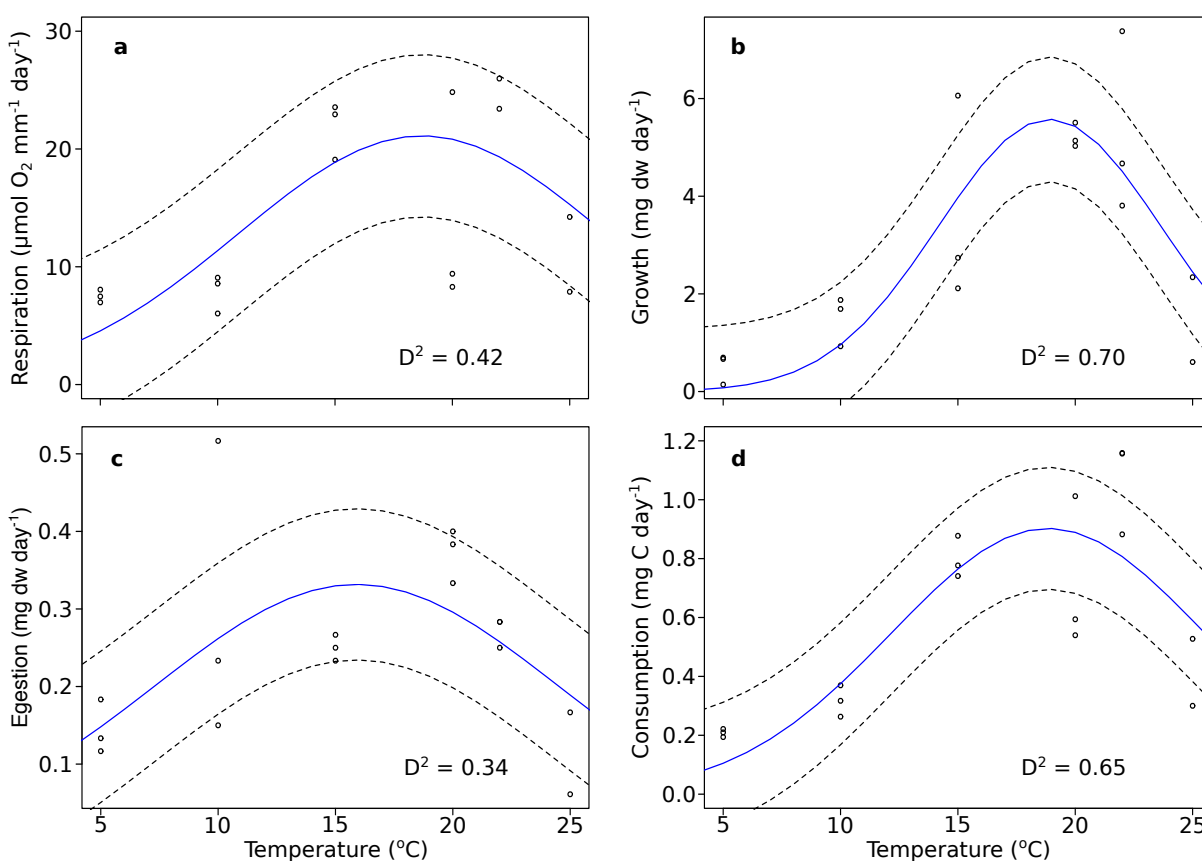 a
Respiration (µmol O2 mm-1 day-1)
30
20
10
0
D2 = 0.42
b
Growth (mg dw day-1)
6
4
2
0
D2 = 0.70
c
Egestion (mg dw day-1)
0.5
0.4
0.3
0.2
0.1
D2 = 0.34
5 10 15 20 25
Temperature (oC)
d
Consumption (mg C day-1)
1.2
1.0
0.8
0.6
0.4
0.2
0.0
D2 = 0.65
5 10 15 20 25
Temperature (oC)